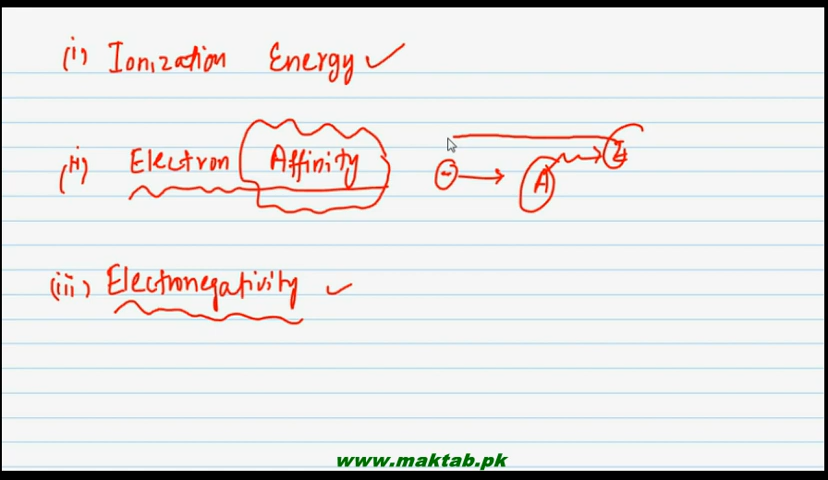 (i) Ionization Energy
(ii) Electron Affinity
A
(iii) Electronegativity
www.maktab.pk